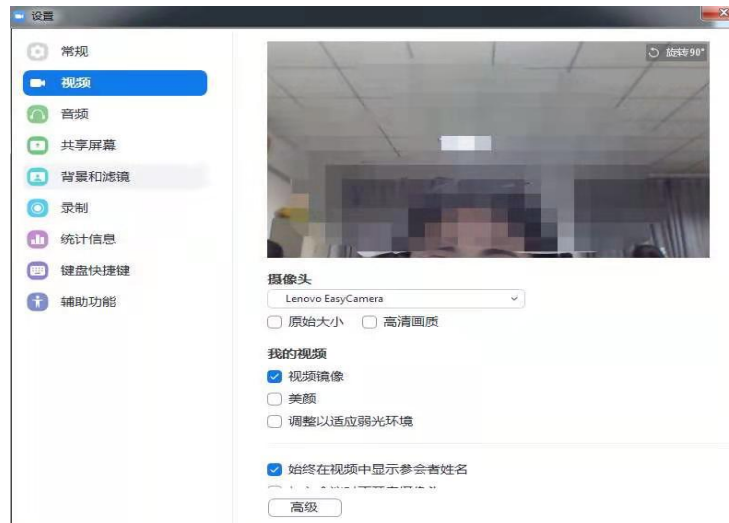 设置
常规
视频
音频
共享屏幕
背景和滤镜
录制
统计信息
键盘快捷键
辅助功能
旋转90°
摄像头
Lenovo EasyCamera
原始大小 高清画质
我的视频
视频镜像
美颜
调整以适应弱光环境
始终在视频中显示参会者姓名
高级